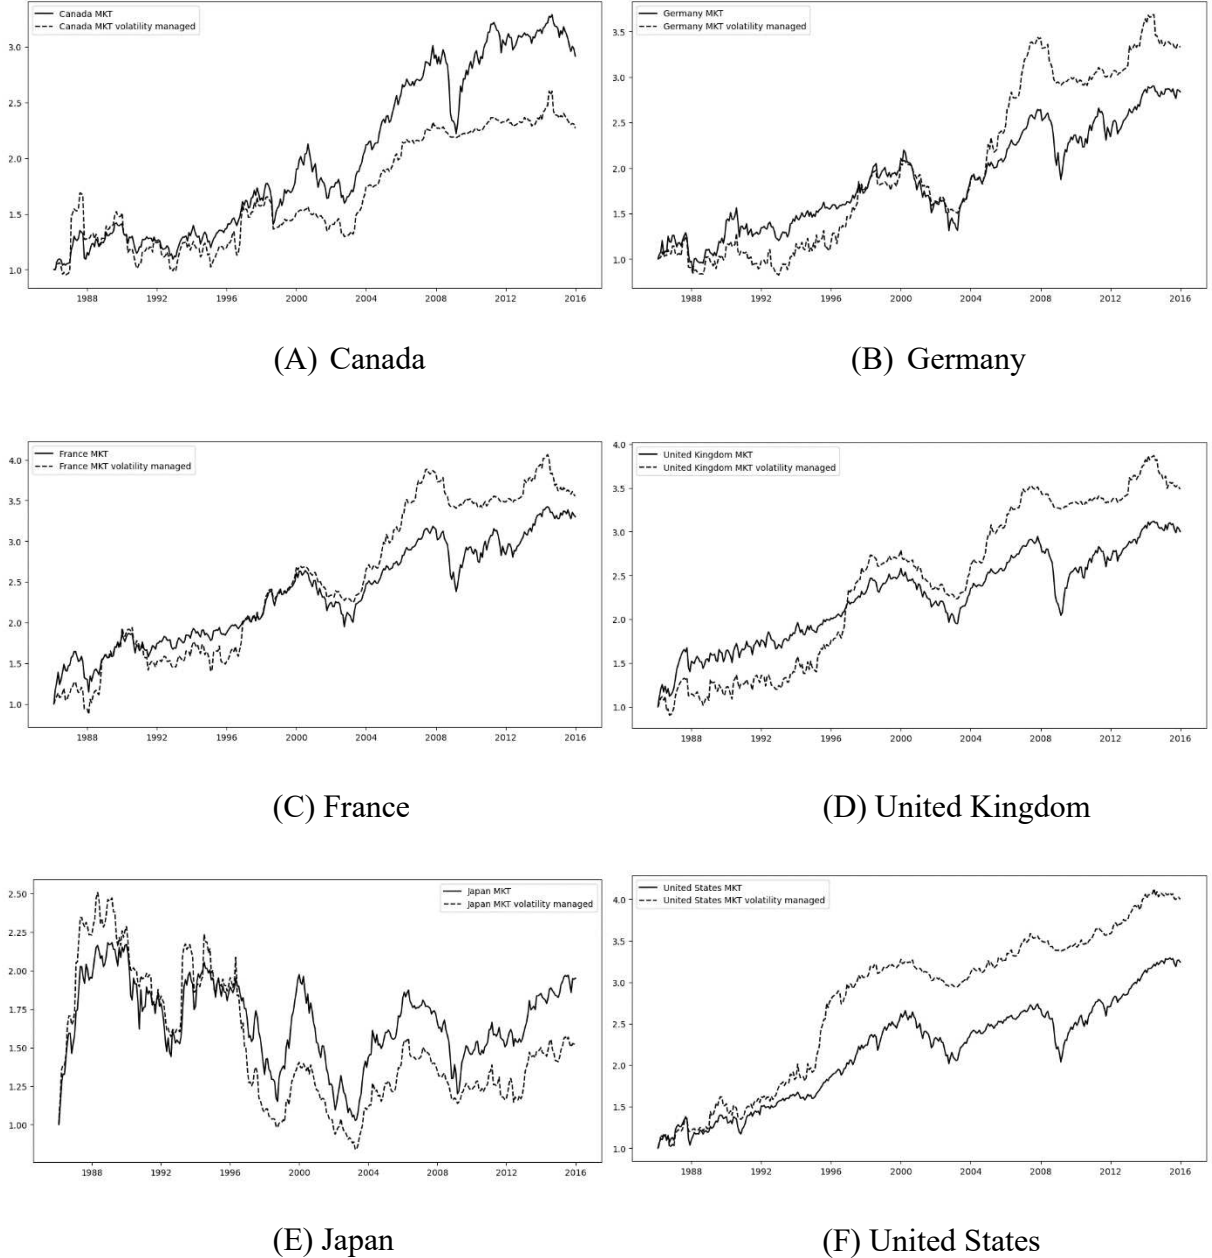 Canada MKT
Canada MKT volatility managed
3.0
2.5
2.0
1.5
1.0
1988 1992 1996 2000 2004 2008 2012 2016
(A) Canada
Germany MKT
Germany MKT volatility managed
3.5
3.0
2.5
2.0
1.5
1.0
1988 1992 1996 2000 2004 2008 2012 2016
(B) Germany
France MKT
France MKT volatility managed
4.0
3.5
3.0
2.5
2.0
1.5
1.0
1988 1992 1996 2000 2004 2008 2012 2016
(C) France
United Kingdom MKT
United Kingdom MKT volatility managed
4.0
3.5
3.0
2.5
2.0
1.5
1.0
1988 1992 1996 2000 2004 2008 2012 2016
(D) United Kingdom
Japan MKT
Japan MKT volatility managed
2.50
2.25
2.00
1.75
1.50
1.25
1.00
1988 1992 1996 2000 2004 2008 2012 2016
(E) Japan
United States MKT
United States MKT volatility managed
4.0
3.5
3.0
2.5
2.0
1.5
1.0
1988 1992 1996 2000 2004 2008 2012 2016
(F) United States